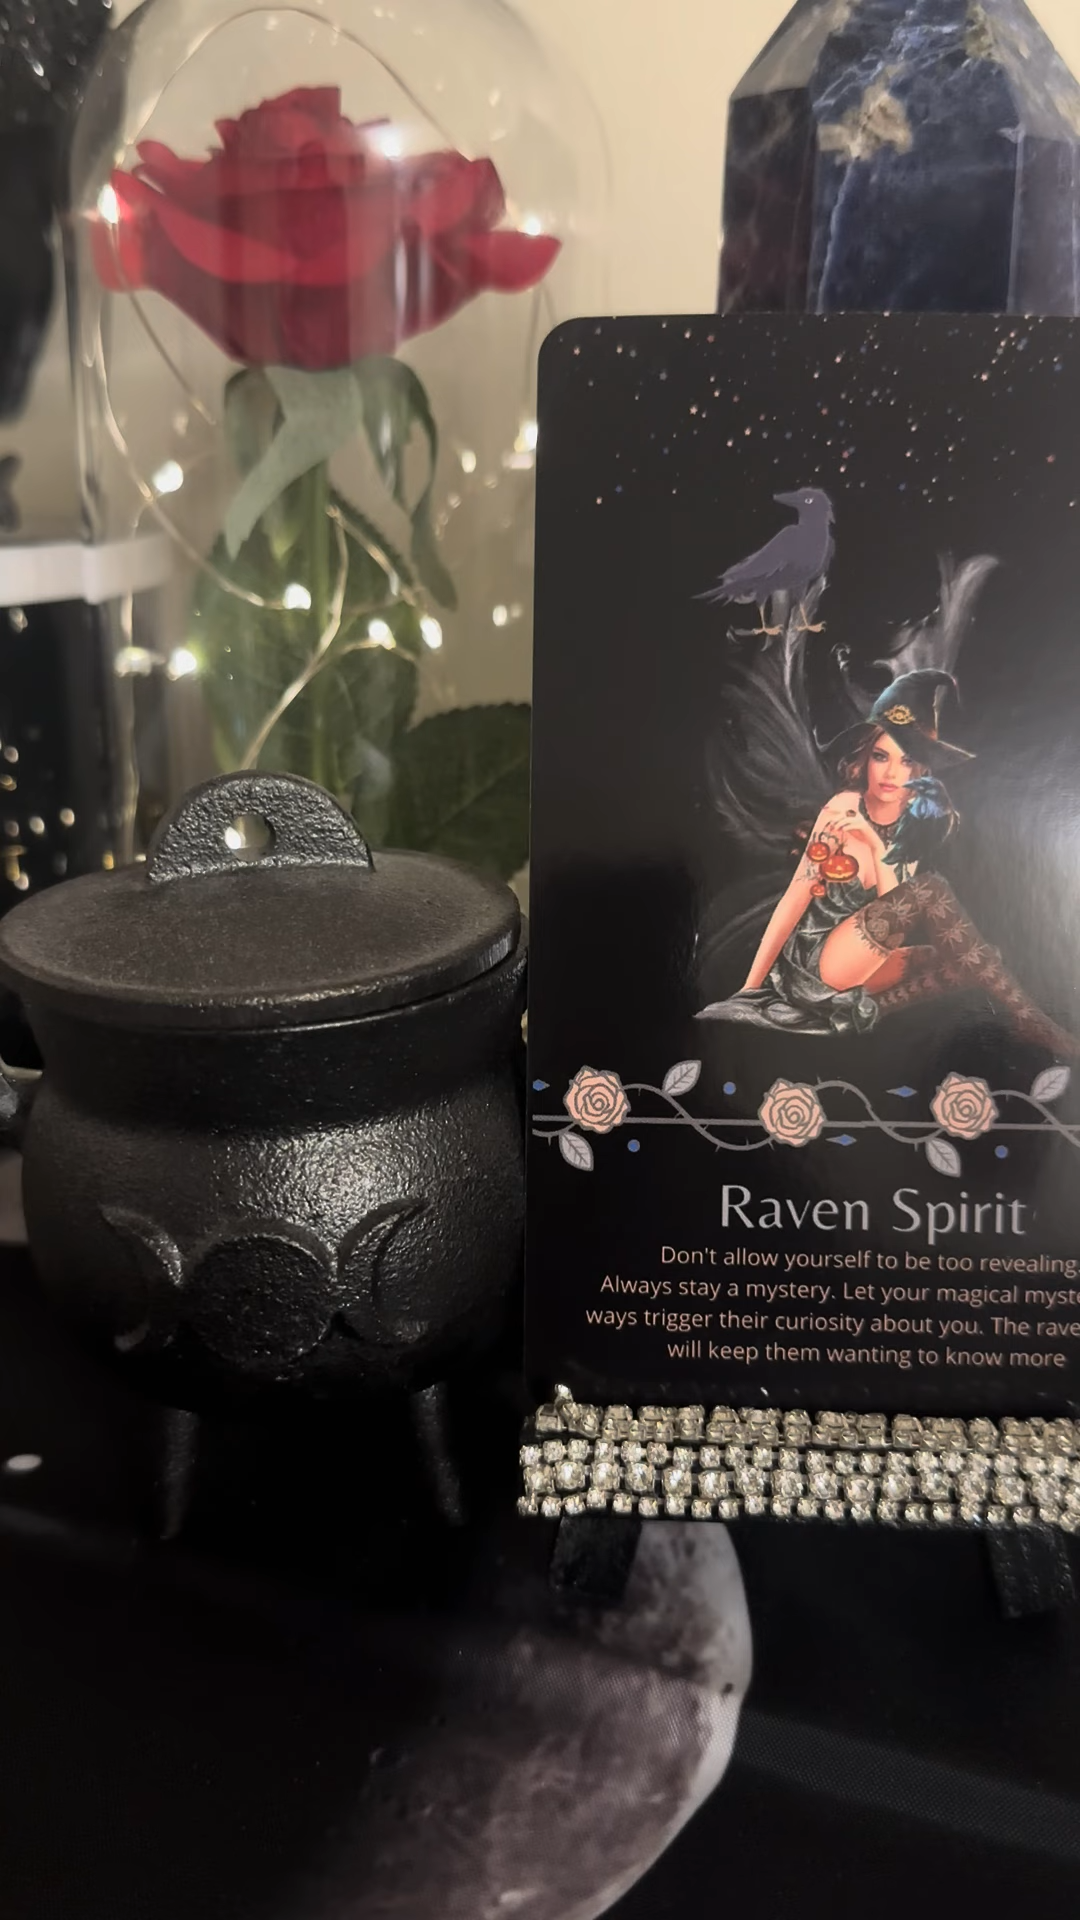 Raven Spirit
Don't allow yourself to be too revealing.
Always stay a mystery. Let your magical
ways trigger their curiosity about you. The
will keep them wanting to know more